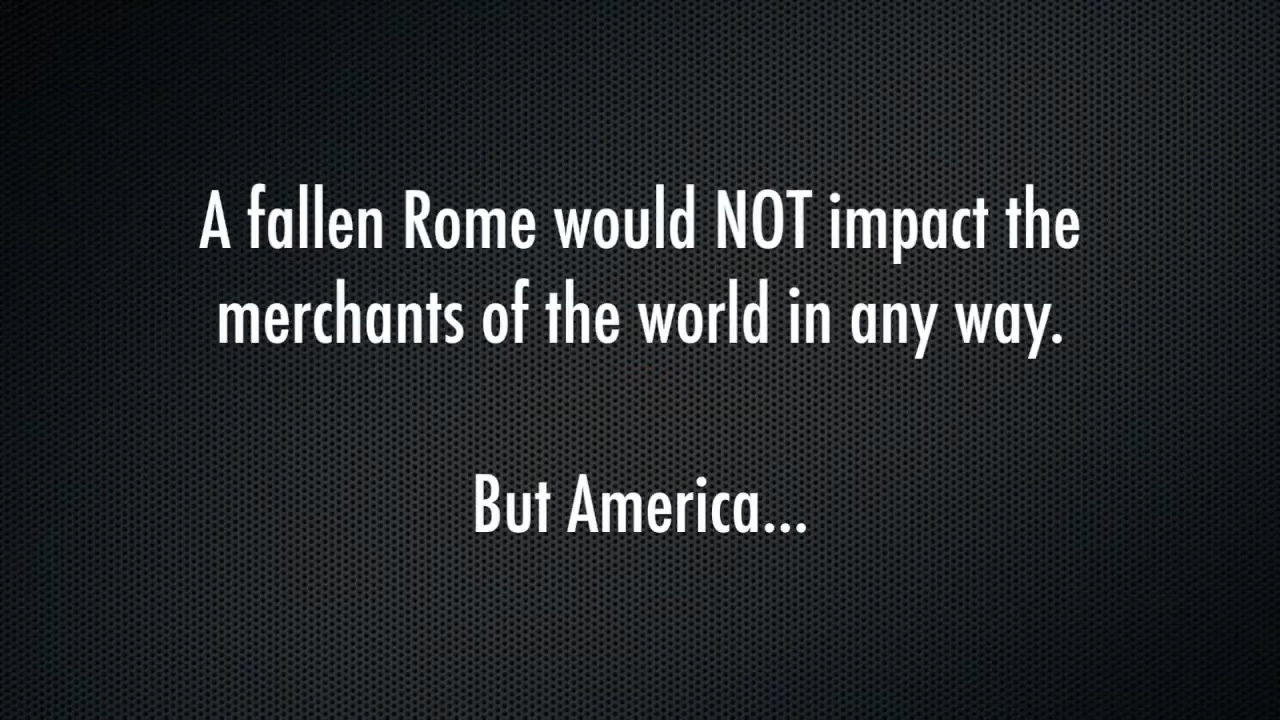 A fallen Rome would NOT impact the
merchants of the world in any way.
But America...